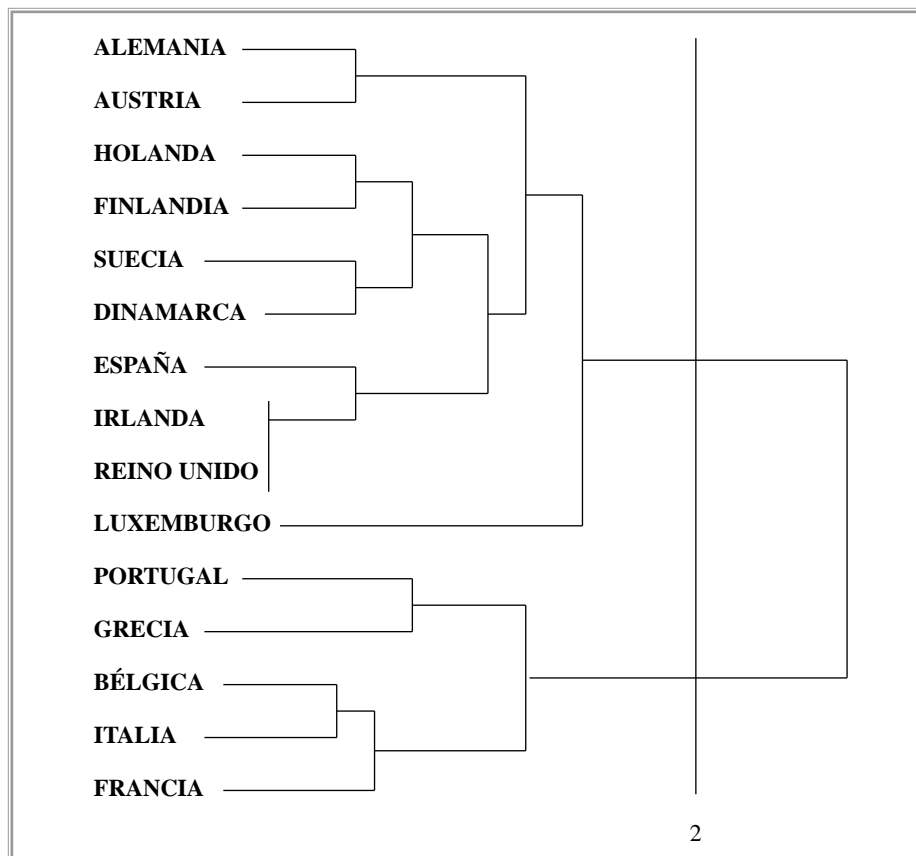 ALEMANIA
AUSTRIA
HOLANDA
FINLANDIA
SUECIA
DINAMARCA
ESPAÑA
IRLANDA
REINO UNIDO
LUXEMBURGO
PORTUGAL
GRECIA
BÉLGICA
ITALIA
FRANCIA
2